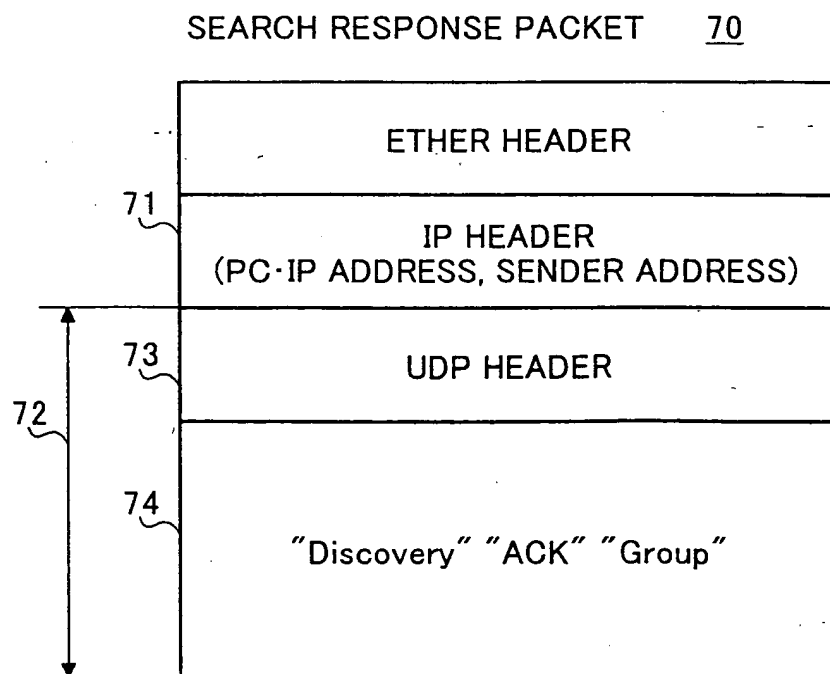 SEARCH RESPONSE PACKET 70
ETHER HEADER
71
IP HEADER
(PC·IP ADDRESS, SENDER ADDRESS)
73
UDP HEADER
72
74
"Discovery" "ACK" "Group"